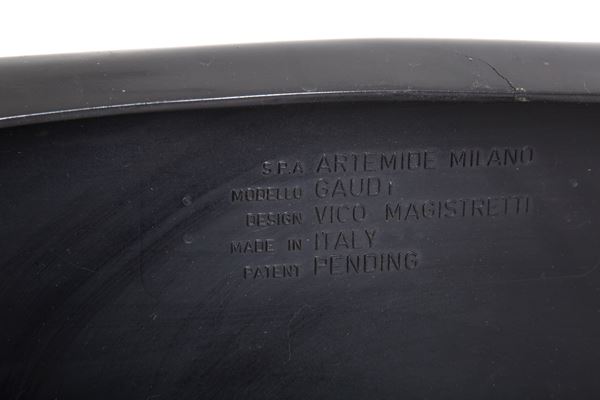 S.P.A ARTEMIDE MILANO
MODELLO GAUDI
DESIGN VICO MAGISTRETTI
MADE IN ITALY
PATENT PENDING